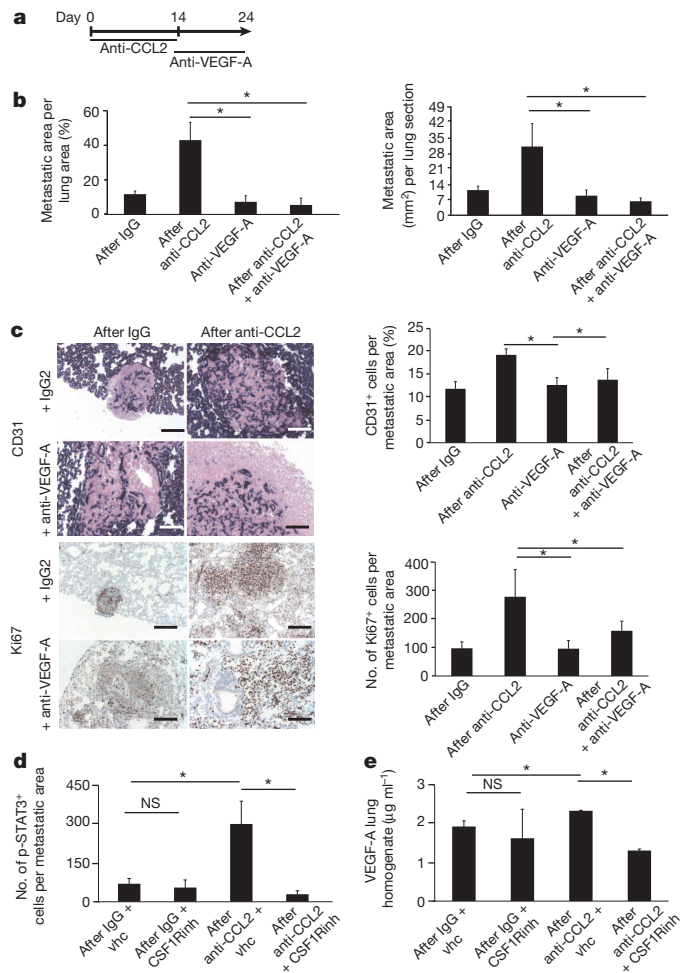 a
Day 0 14 24
Anti-CCL2
Anti-VEGF-A
b
Metastatic area per
lung area (%)
60
40
20
0
*
*
After IgG
After
anti-CCL2
Anti-VEGF-A
After anti-CCL2
+ anti-VEGF-A
Metastatic area
(mm²) per lung section
49
42
35
28
21
14
7
0
*
*
After IgG
After
anti-CCL2
Anti-VEGF-A
After anti-CCL2
+ anti-VEGF-A
c
After IgG After anti-CCL2
CD31
+ IgG2
+ anti-VEGF-A
Ki67
+ IgG2
+ anti-VEGF-A
CD31⁺ cells per
metastatic area (%)
25
20
15
10
5
0
* *
After IgG
After anti-CCL2
Anti-VEGF-A
After
anti-CCL2
+ anti-VEGF-A
No. of Ki67⁺ cells per
metastatic area
400
300
200
100
0
*
*
After IgG
After anti-CCL2
Anti-VEGF-A
After
anti-CCL2
+ anti-VEGF-A
d
No. of p-STAT3⁺
cells per metastatic area
450
300
150
0
*
NS
*
After IgG +
vhc
After IgG +
CSF1Rinh
After
anti-CCL2 +
vhc
After
anti-CCL2
+ CSF1Rinh
e
VEGF-A lung
homogenate (µg ml⁻¹)
3
2
1
0
*
NS
*
After IgG +
vhc
After IgG +
CSF1Rinh
After
anti-CCL2 +
vhc
After
anti-CCL2
+ CSF1Rinh